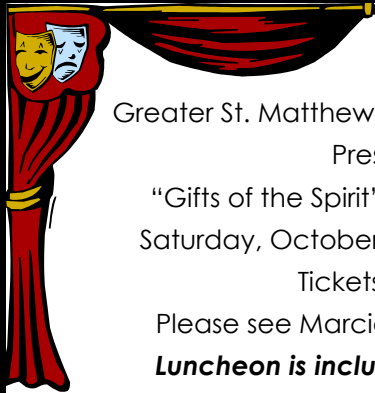 Greater St. Matthew
Pres
“Gifts of the Spirit”
Saturday, October
Tickets
Please see Marci
Luncheon is inclu